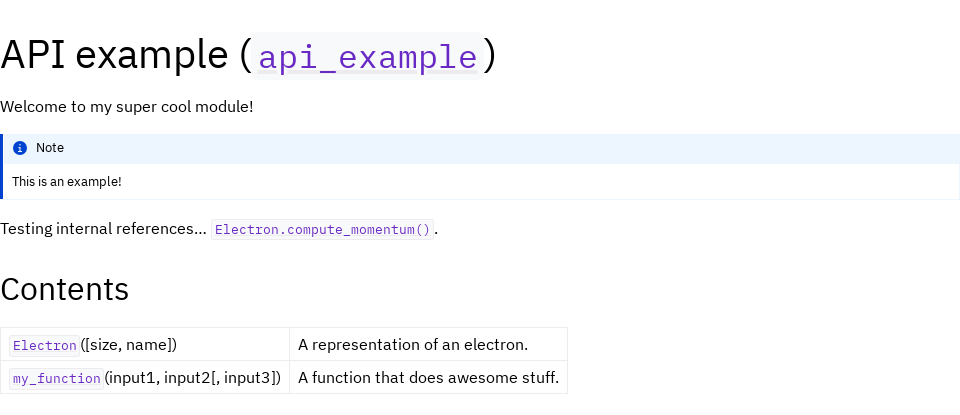 API example (api_example)
Welcome to my super cool module!
Note
This is an example!
Testing internal references… Electron.compute_momentum().
Contents
Electron([size, name]) A representation of an electron.
my_function(input1, input2[, input3]) A function that does awesome stuff.